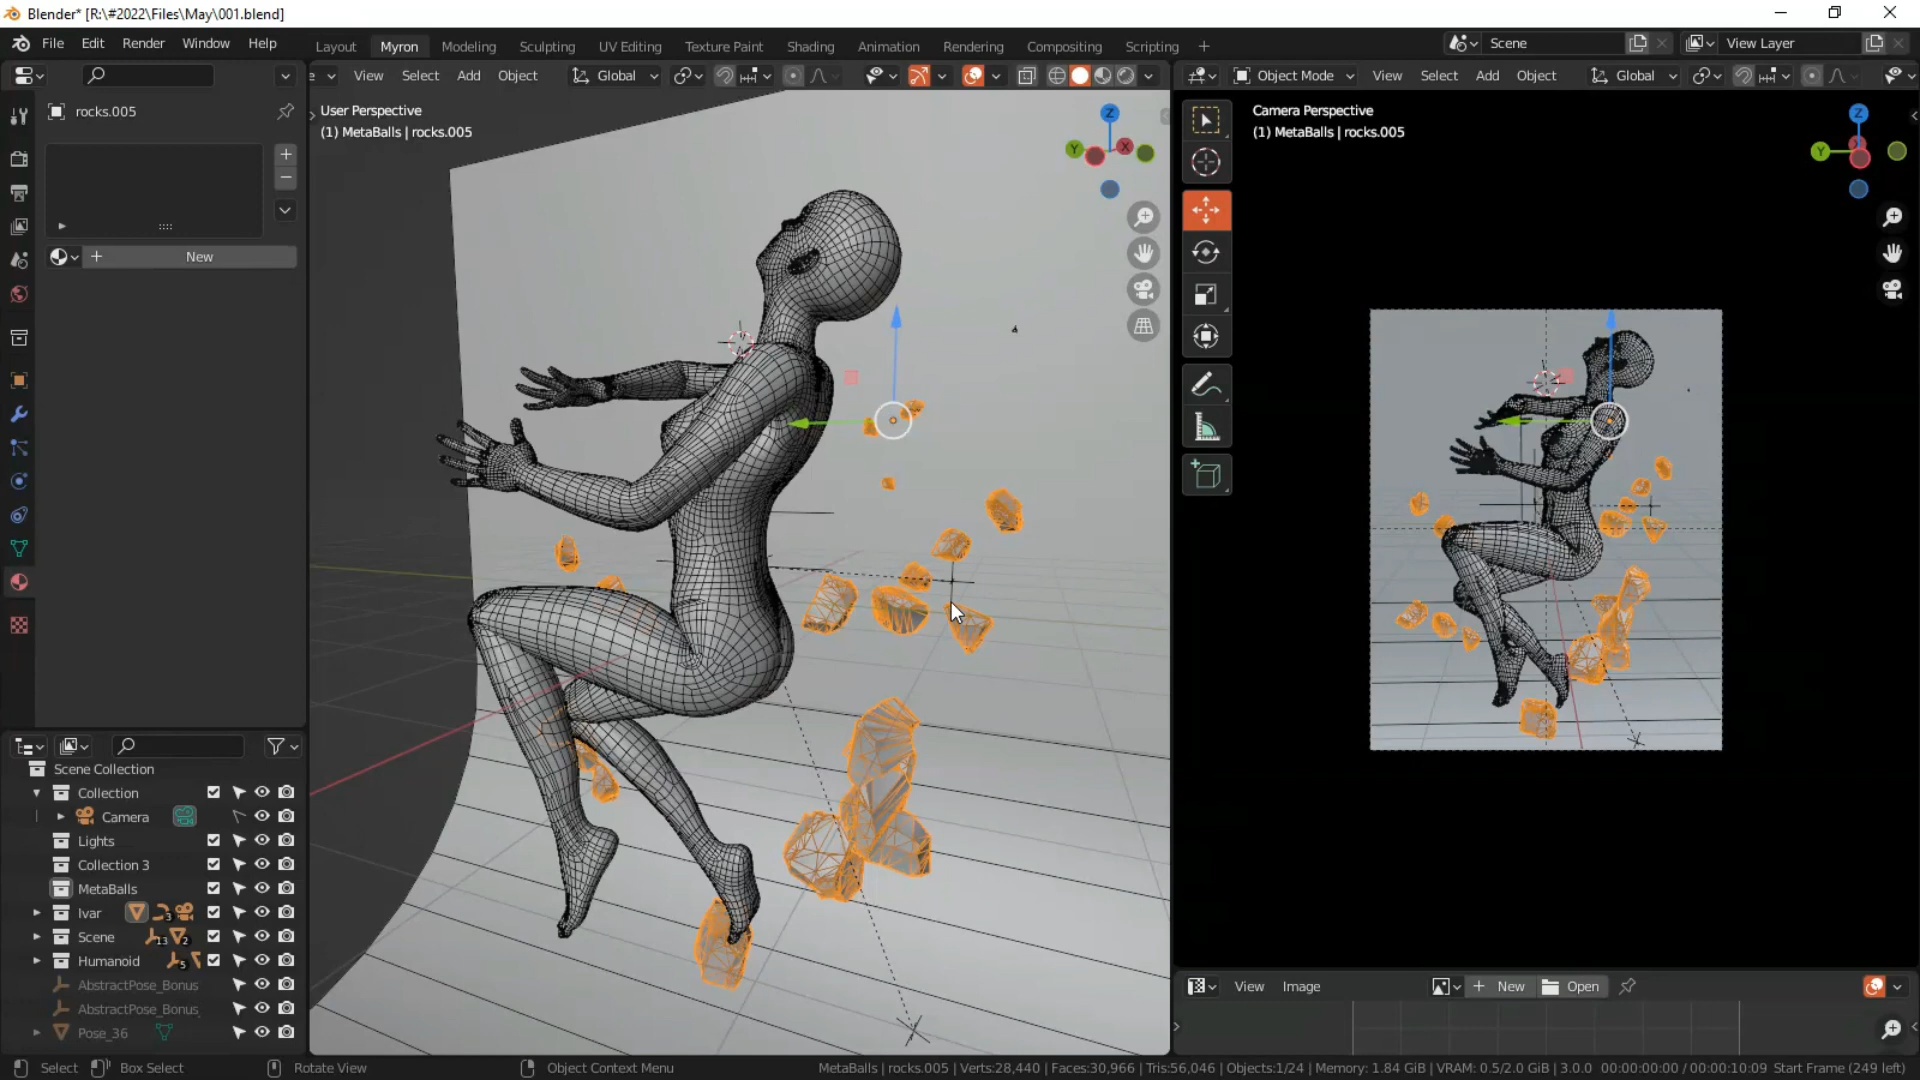 Blender* [R:\#2022\Files\May\001.blend]
File Edit Render Window Help
Layout Myron Modeling Sculpting UV Editing Texture Paint Shading Animation Rendering Compositing Scripting +
Scene
View Layer
View Select Add Object Global
Object Mode View Select Add Object Global
rocks.005
User Perspective
(1) MetaBalls | rocks.005
Camera Perspective
(1) MetaBalls | rocks.005
Z
Y
X
Z
Y
New
Scene Collection
Collection
Camera
Lights
Collection 3
MetaBalls
Ivar 3
Scene 13 2
Humanoid 5
AbstractPose_Bonus
AbstractPose_Bonus_
Pose_36
View Image New Open
Select Box Select Rotate View Object Context Menu
MetaBalls | rocks.005 | Verts:28,440 | Faces:30,966 | Tris:56,046 | Objects:1/24 | Memory: 1.84 GiB | VRAM: 0.5/2.0 GiB | 3.0.0 00:00:00:00 / 00:00:10:09 Start Frame (249 left)